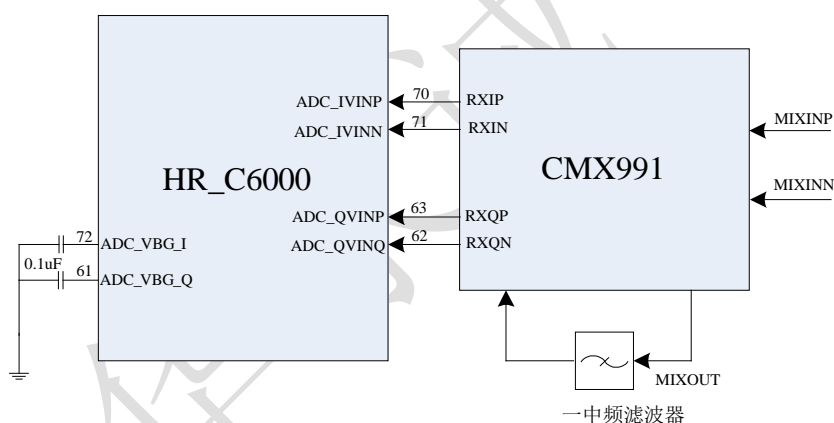 HR_C6000
ADC_IVINP
ADC_IVINN
ADC_QVINP
ADC_QVINQ
ADC_VBG_I
ADC_VBG_Q
72
61
0.1uF
70
71
63
62
CMX991
RXIP
RXIN
RXQP
RXQN
MIXINP
MIXINN
MIXOUT
一中频滤波器